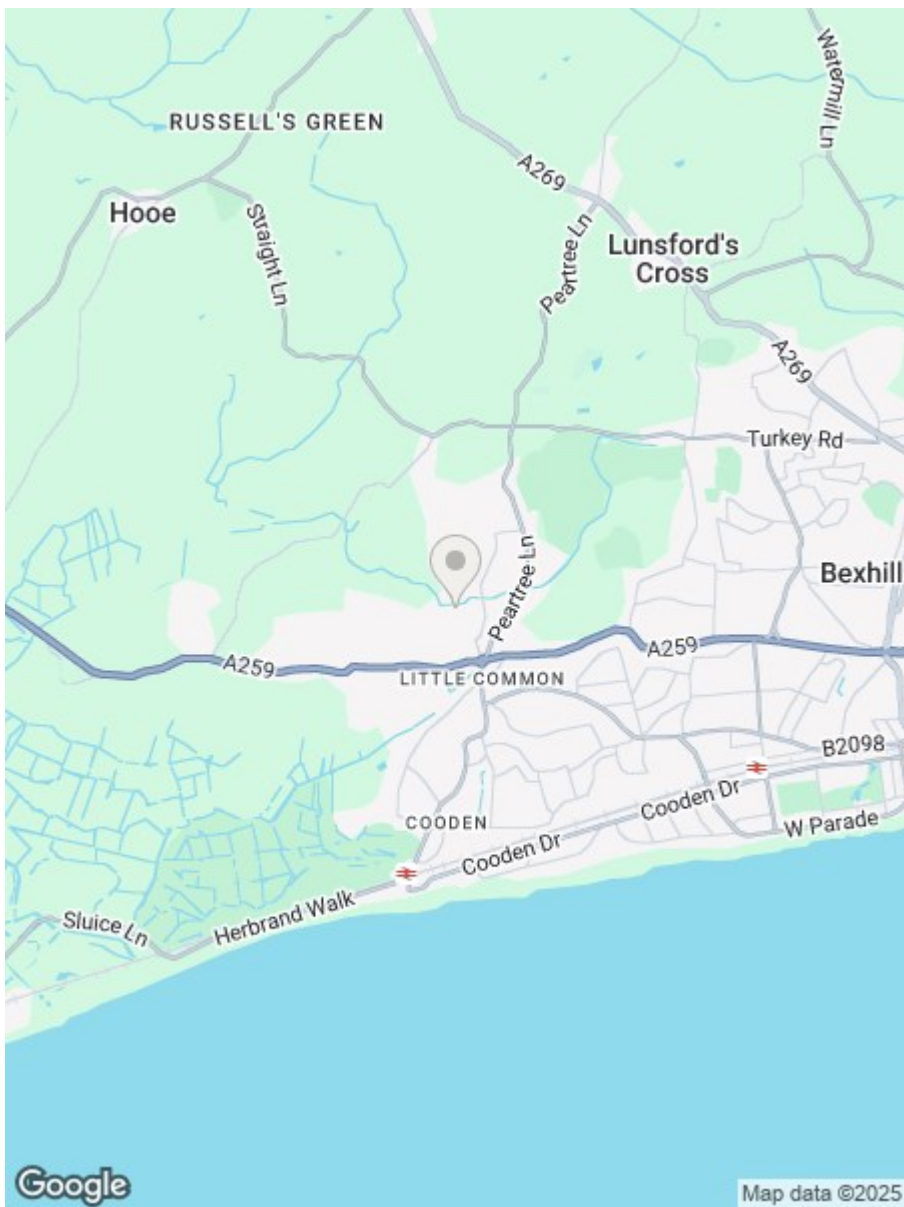 Watermill Ln
RUSSELL'S GREEN
A269
Hooe
Straight Ln
Peartree Ln
Lunsford's
Cross
A269
Turkey Rd
Peartree Ln
Bexhill
A259
A259
LITTLE COMMON
B2098
Cooden Dr
COODEN
W Parade
Cooden Dr
Herbrand Walk
Sluice Ln
Google
Map data ©2025